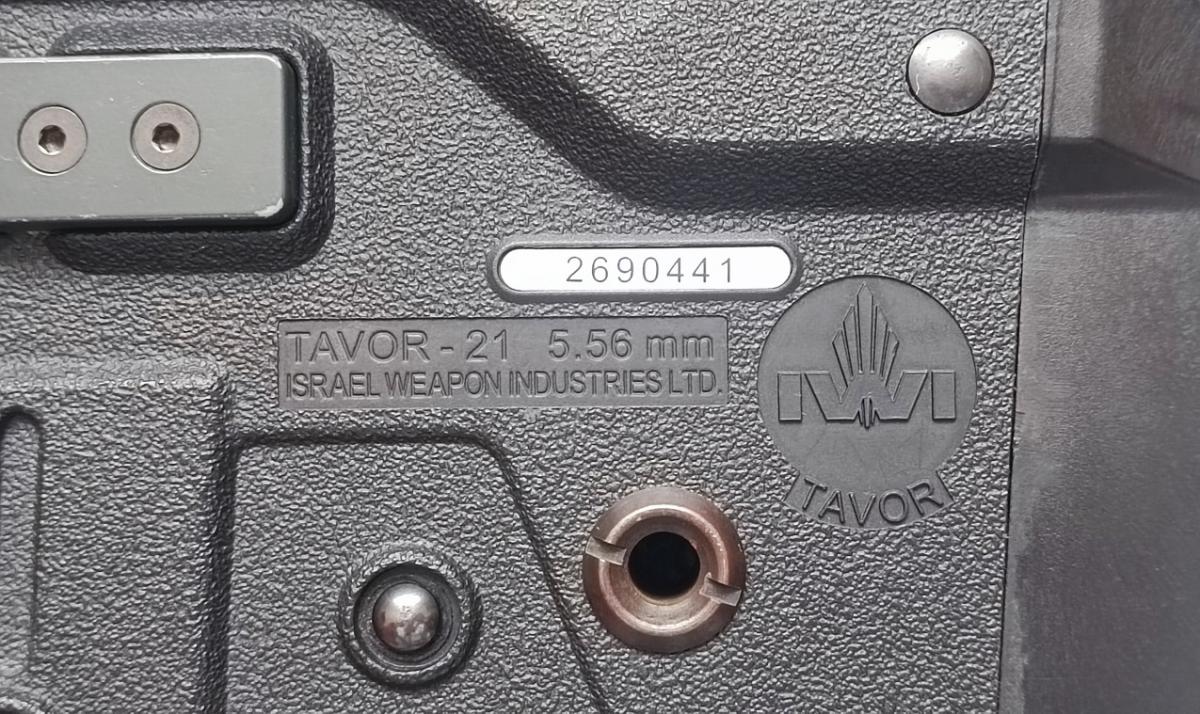 2690441
TAVOR - 21 5.56 mm
ISRAEL WEAPON INDUSTRIES LTD.
IWI
TAVOR